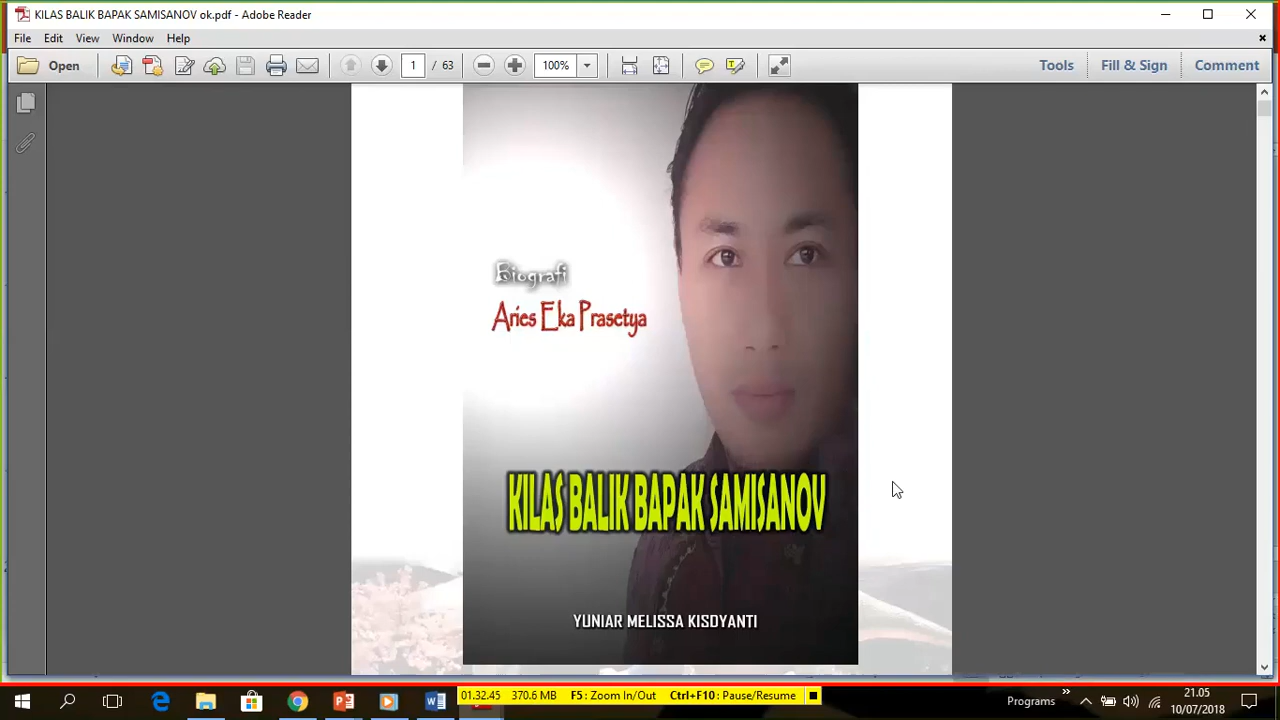 KILAS BALIK BAPAK SAMISANOV ok.pdf - Adobe Reader
File Edit View Window Help
Open 1 / 63 100% Tools Fill & Sign Comment
Biografi
Aries Eka Prasetya
KILAS BALIK BAPAK SAMISANOV
YUNIAR MELISSA KISDYANTI
01.32.45 370.6 MB F5: Zoom In/Out Ctrl+F10: Pause/Resume
Programs
21.05
10/07/2018